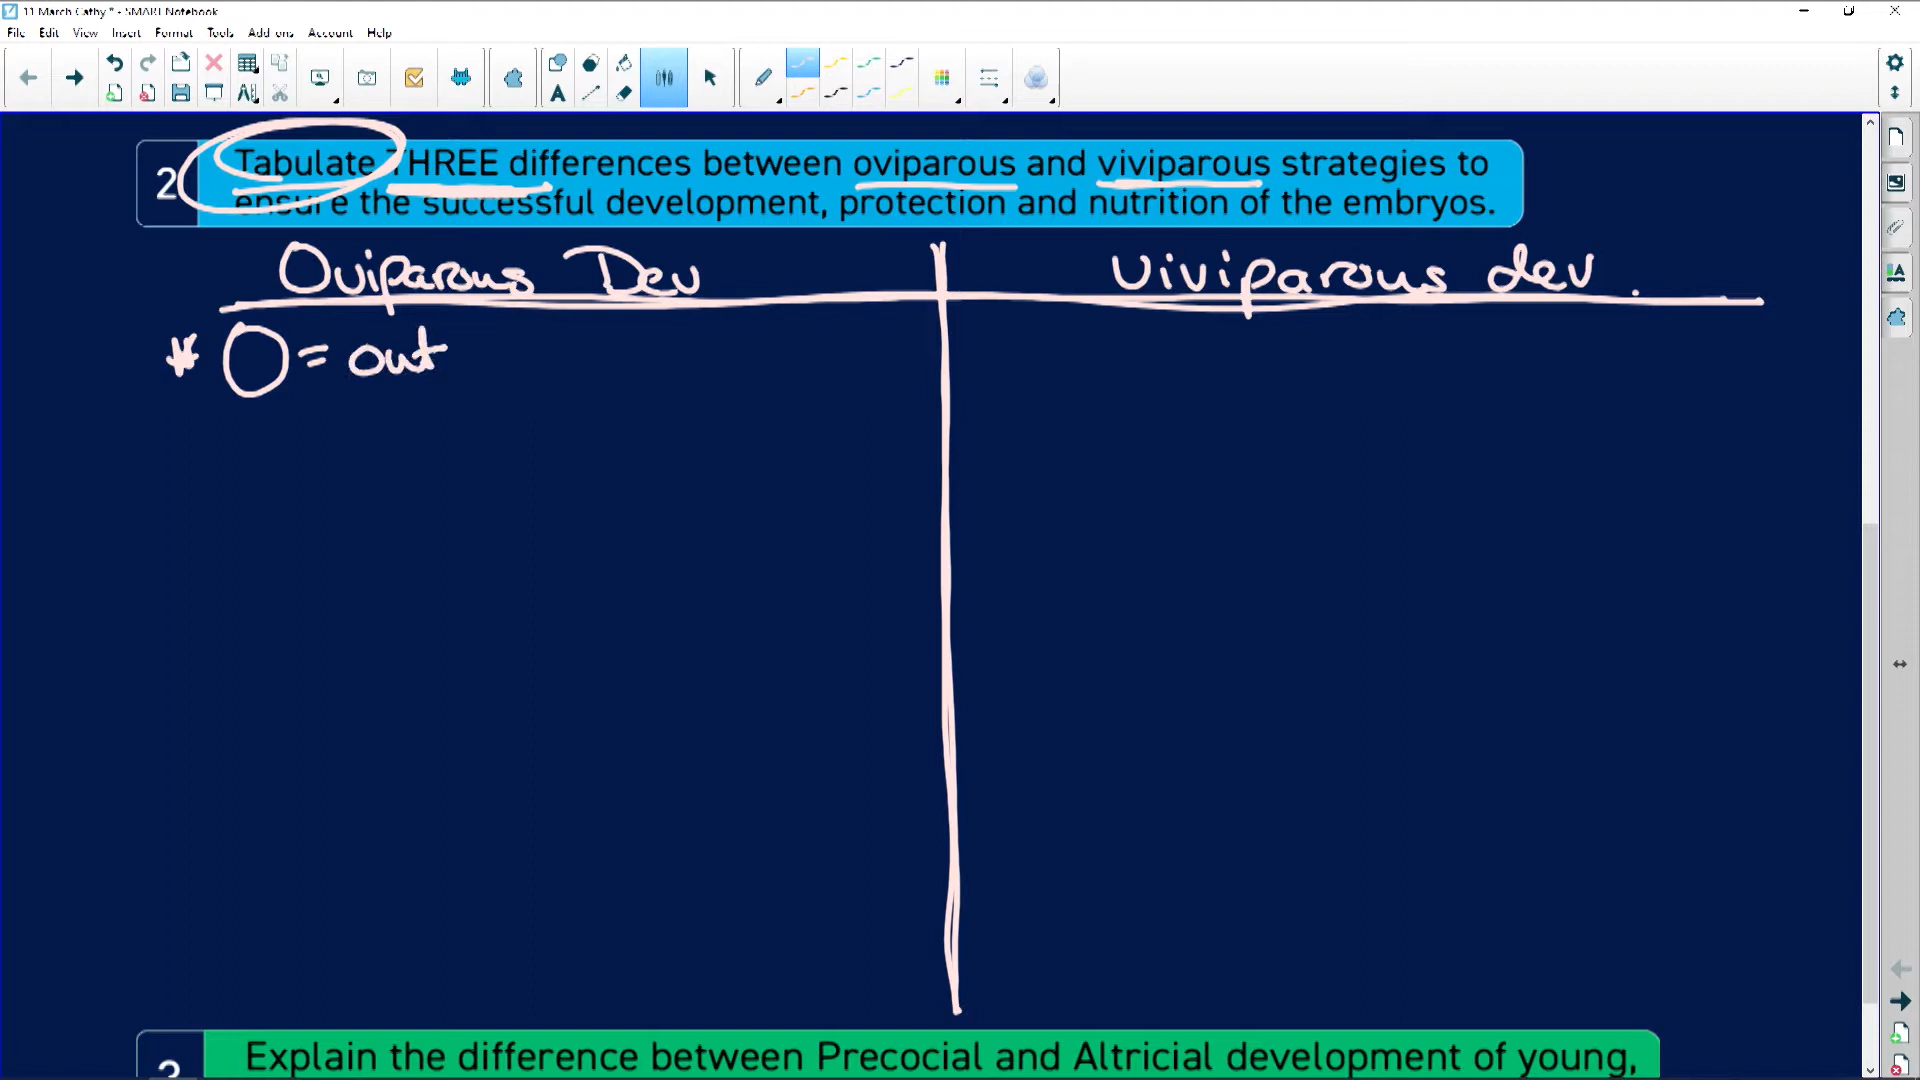 11 March Cathy * - SMART Notebook
File Edit View Insert Format Tools Add-ons Account Help
2 Tabulate THREE differences between oviparous and viviparous strategies to
ensure the successful development, protection and nutrition of the embryos.
Oviparous Dev Viviparous dev.
* O = out
3 Explain the difference between Precocial and Altricial development of young,